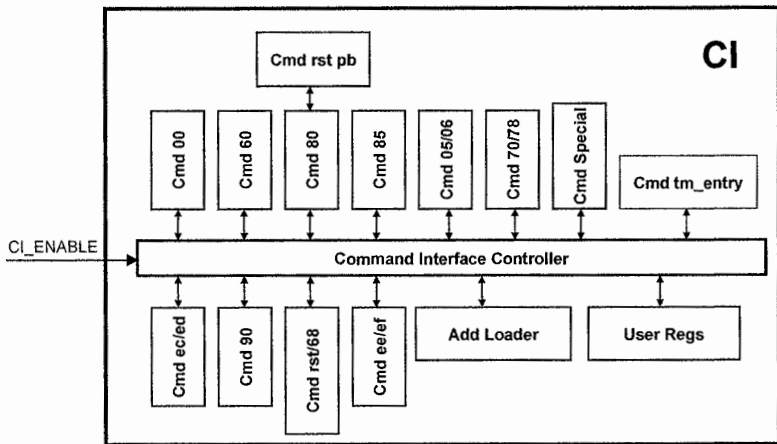 CI
Cmd rst pb
Cmd 00
Cmd 60
Cmd 80
Cmd 85
Cmd 05/06
Cmd 70/78
Cmd Special
Cmd tm_entry
CI_ENABLE
Command Interface Controller
Cmd ec/ed
Cmd 90
Cmd rst/68
Cmd ee/ef
Add Loader
User Regs